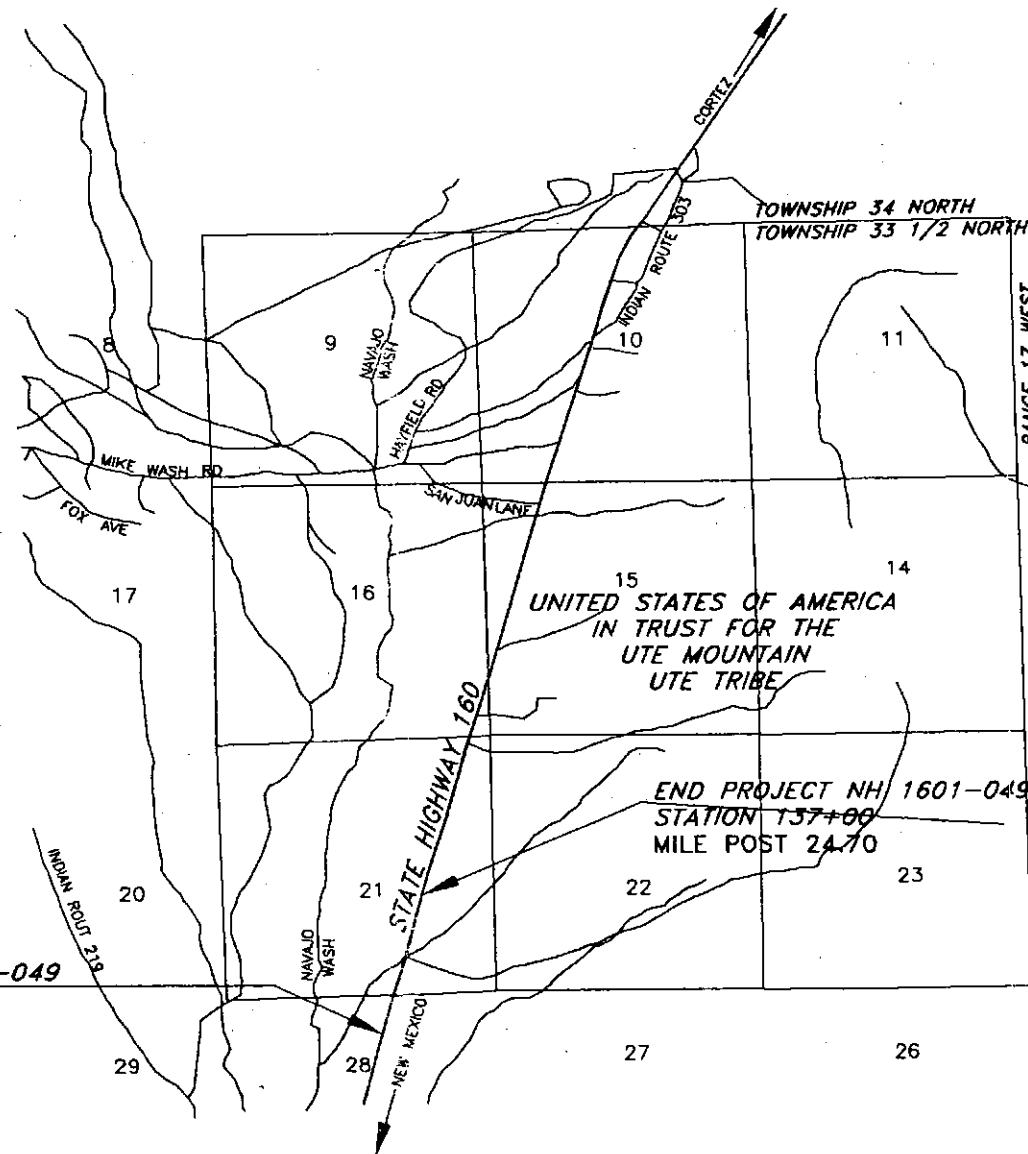 CORTEZ
TOWNSHIP 34 NORTH
TOWNSHIP 33 1/2 NORTH
RANGE 17 WEST
INDIAN ROUTE 303
8
9
10
11
NAVAJO
WASH
HAYFIELD RD
MIKE WASH RD
SAN JUAN LANE
FOX AVE
17
16
15
14
UNITED STATES OF AMERICA
IN TRUST FOR THE
UTE MOUNTAIN
UTE TRIBE
STATE HIGHWAY 160
END PROJECT NH 1601-049
STATION 137+00
MILE POST 24.70
20
21
22
23
INDIAN ROUT 219
NAVAJO
WASH
-049
NEW MEXICO
29
28
27
26